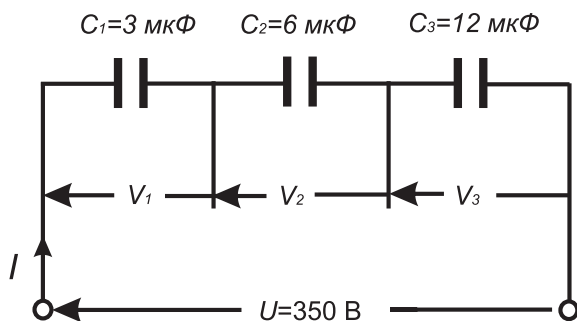 C₁=3 мкФ C₂=6 мкФ C₃=12 мкФ
V₁ V₂ V₃
I
U=350 В